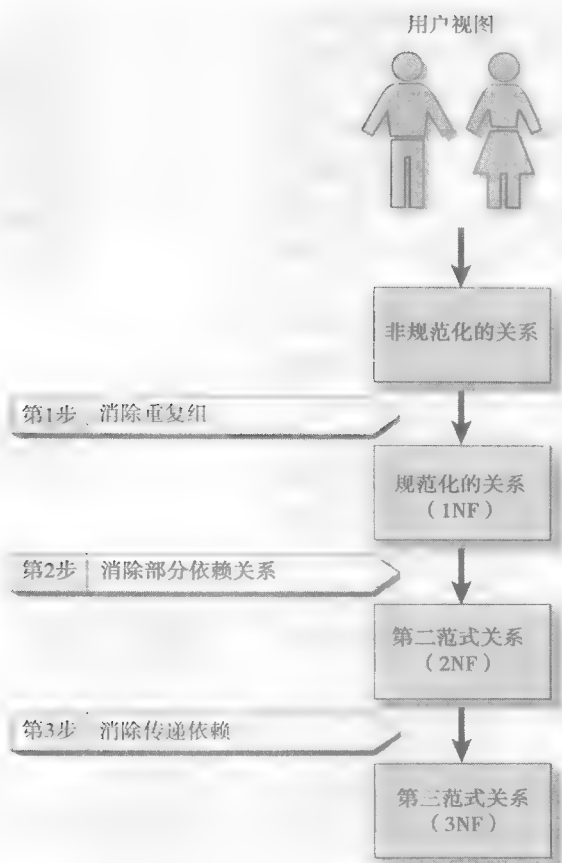 用户视图
非规范化的关系
第1步 消除重复组
规范化的关系
(1NF)
第2步 消除部分依赖关系
第二范式关系
(2NF)
第3步 消除传递依赖
第三范式关系
(3NF)